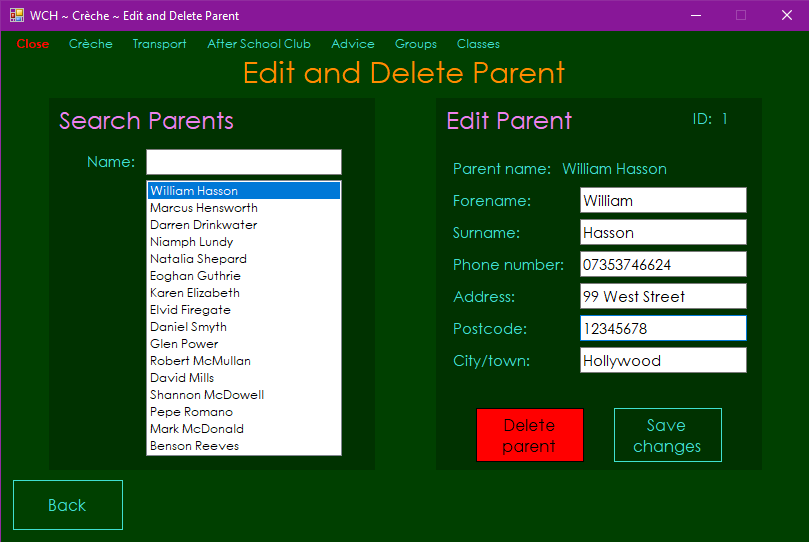 WCH ~ Crèche ~ Edit and Delete Parent
Close Crèche Transport After School Club Advice Groups Classes
Edit and Delete Parent
Search Parents
Name:
William Hasson
Marcus Hensworth
Darren Drinkwater
Niamph Lundy
Natalia Shepard
Eoghan Guthrie
Karen Elizabeth
Elvid Firegate
Daniel Smyth
Glen Power
Robert McMullan
David Mills
Shannon McDowell
Pepe Romano
Mark McDonald
Benson Reeves
Edit Parent
ID: 1
Parent name: William Hasson
Forename: William
Surname: Hasson
Phone number: 07353746624
Address: 99 West Street
Postcode: 12345678
City/town: Hollywood
Delete
parent
Save
changes
Back